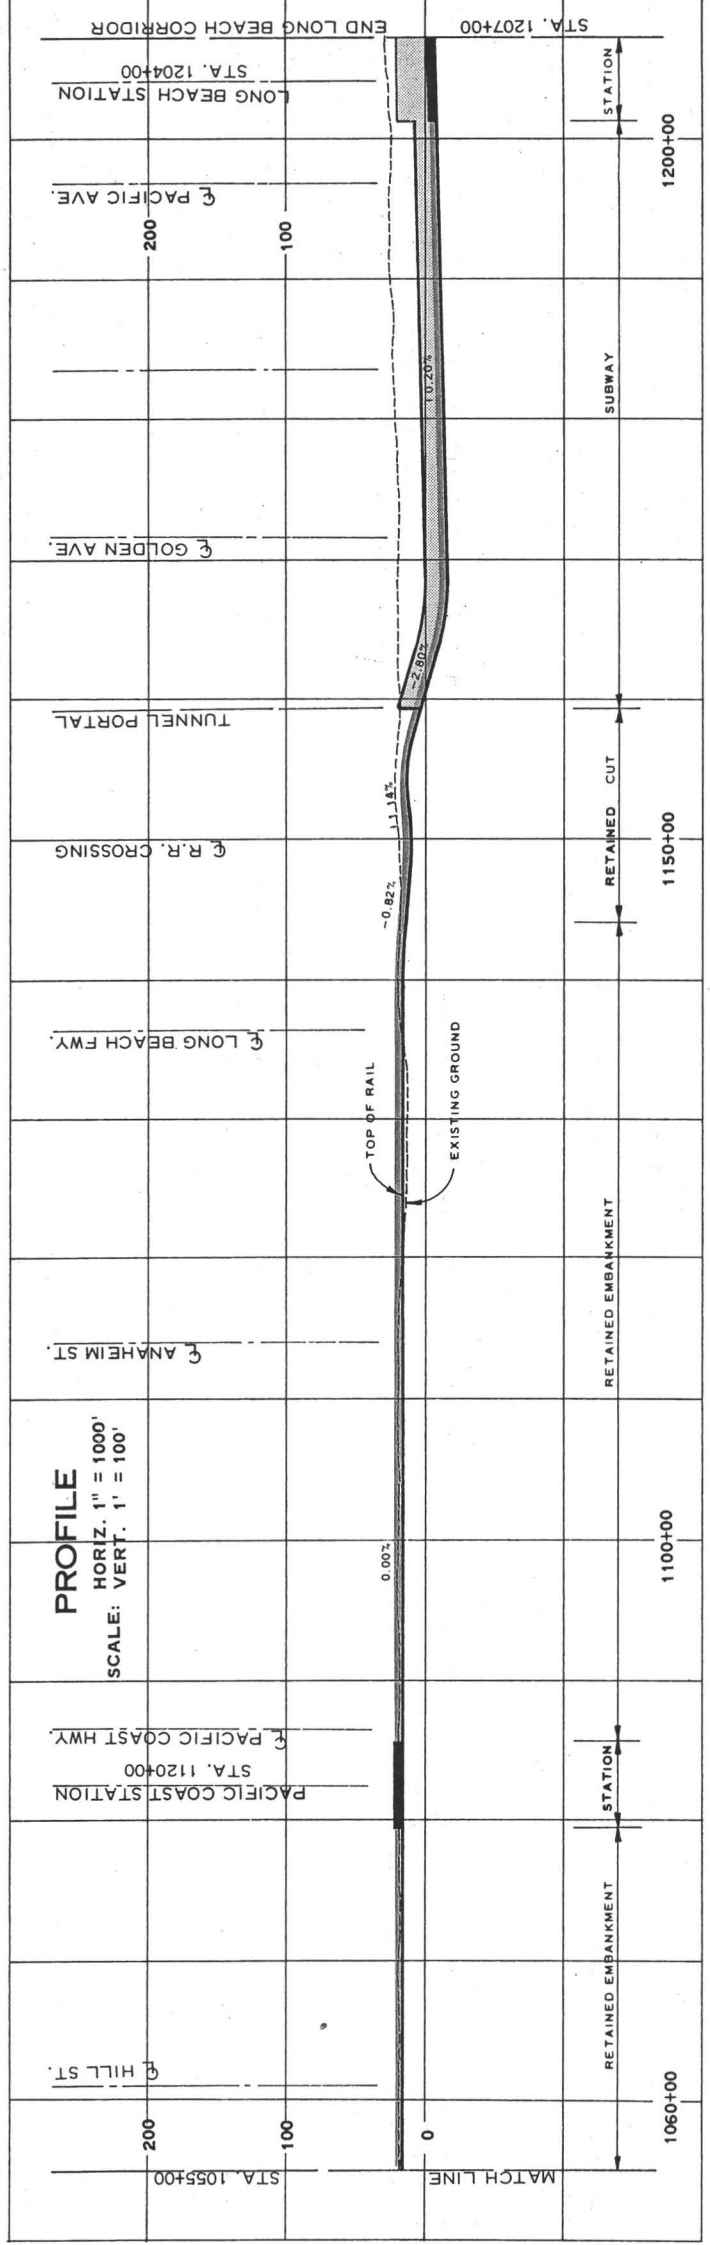 PROFILE
SCALE: HORIZ. 1" = 1000'
VERT. 1' = 100'
STA. 1055+00
MATCH LINE
200
100
0
℄ HILL ST.
PACIFIC COAST STATION
STA. 1120+00
℄ PACIFIC COAST HWY.
℄ ANAHEIM ST.
℄ LONG BEACH FWY.
℄ R.R. CROSSING
TUNNEL PORTAL
℄ GOLDEN AVE.
℄ PACIFIC AVE.
200
100
LONG BEACH STATION
STA. 1204+00
END LONG BEACH CORRIDOR
STA. 1207+00
0.00%
TOP OF RAIL
EXISTING GROUND
-0.82%
-2.80%
RETAINED EMBANKMENT
STATION
RETAINED EMBANKMENT
RETAINED CUT
SUBWAY
STATION
1060+00
1100+00
1150+00
1200+00